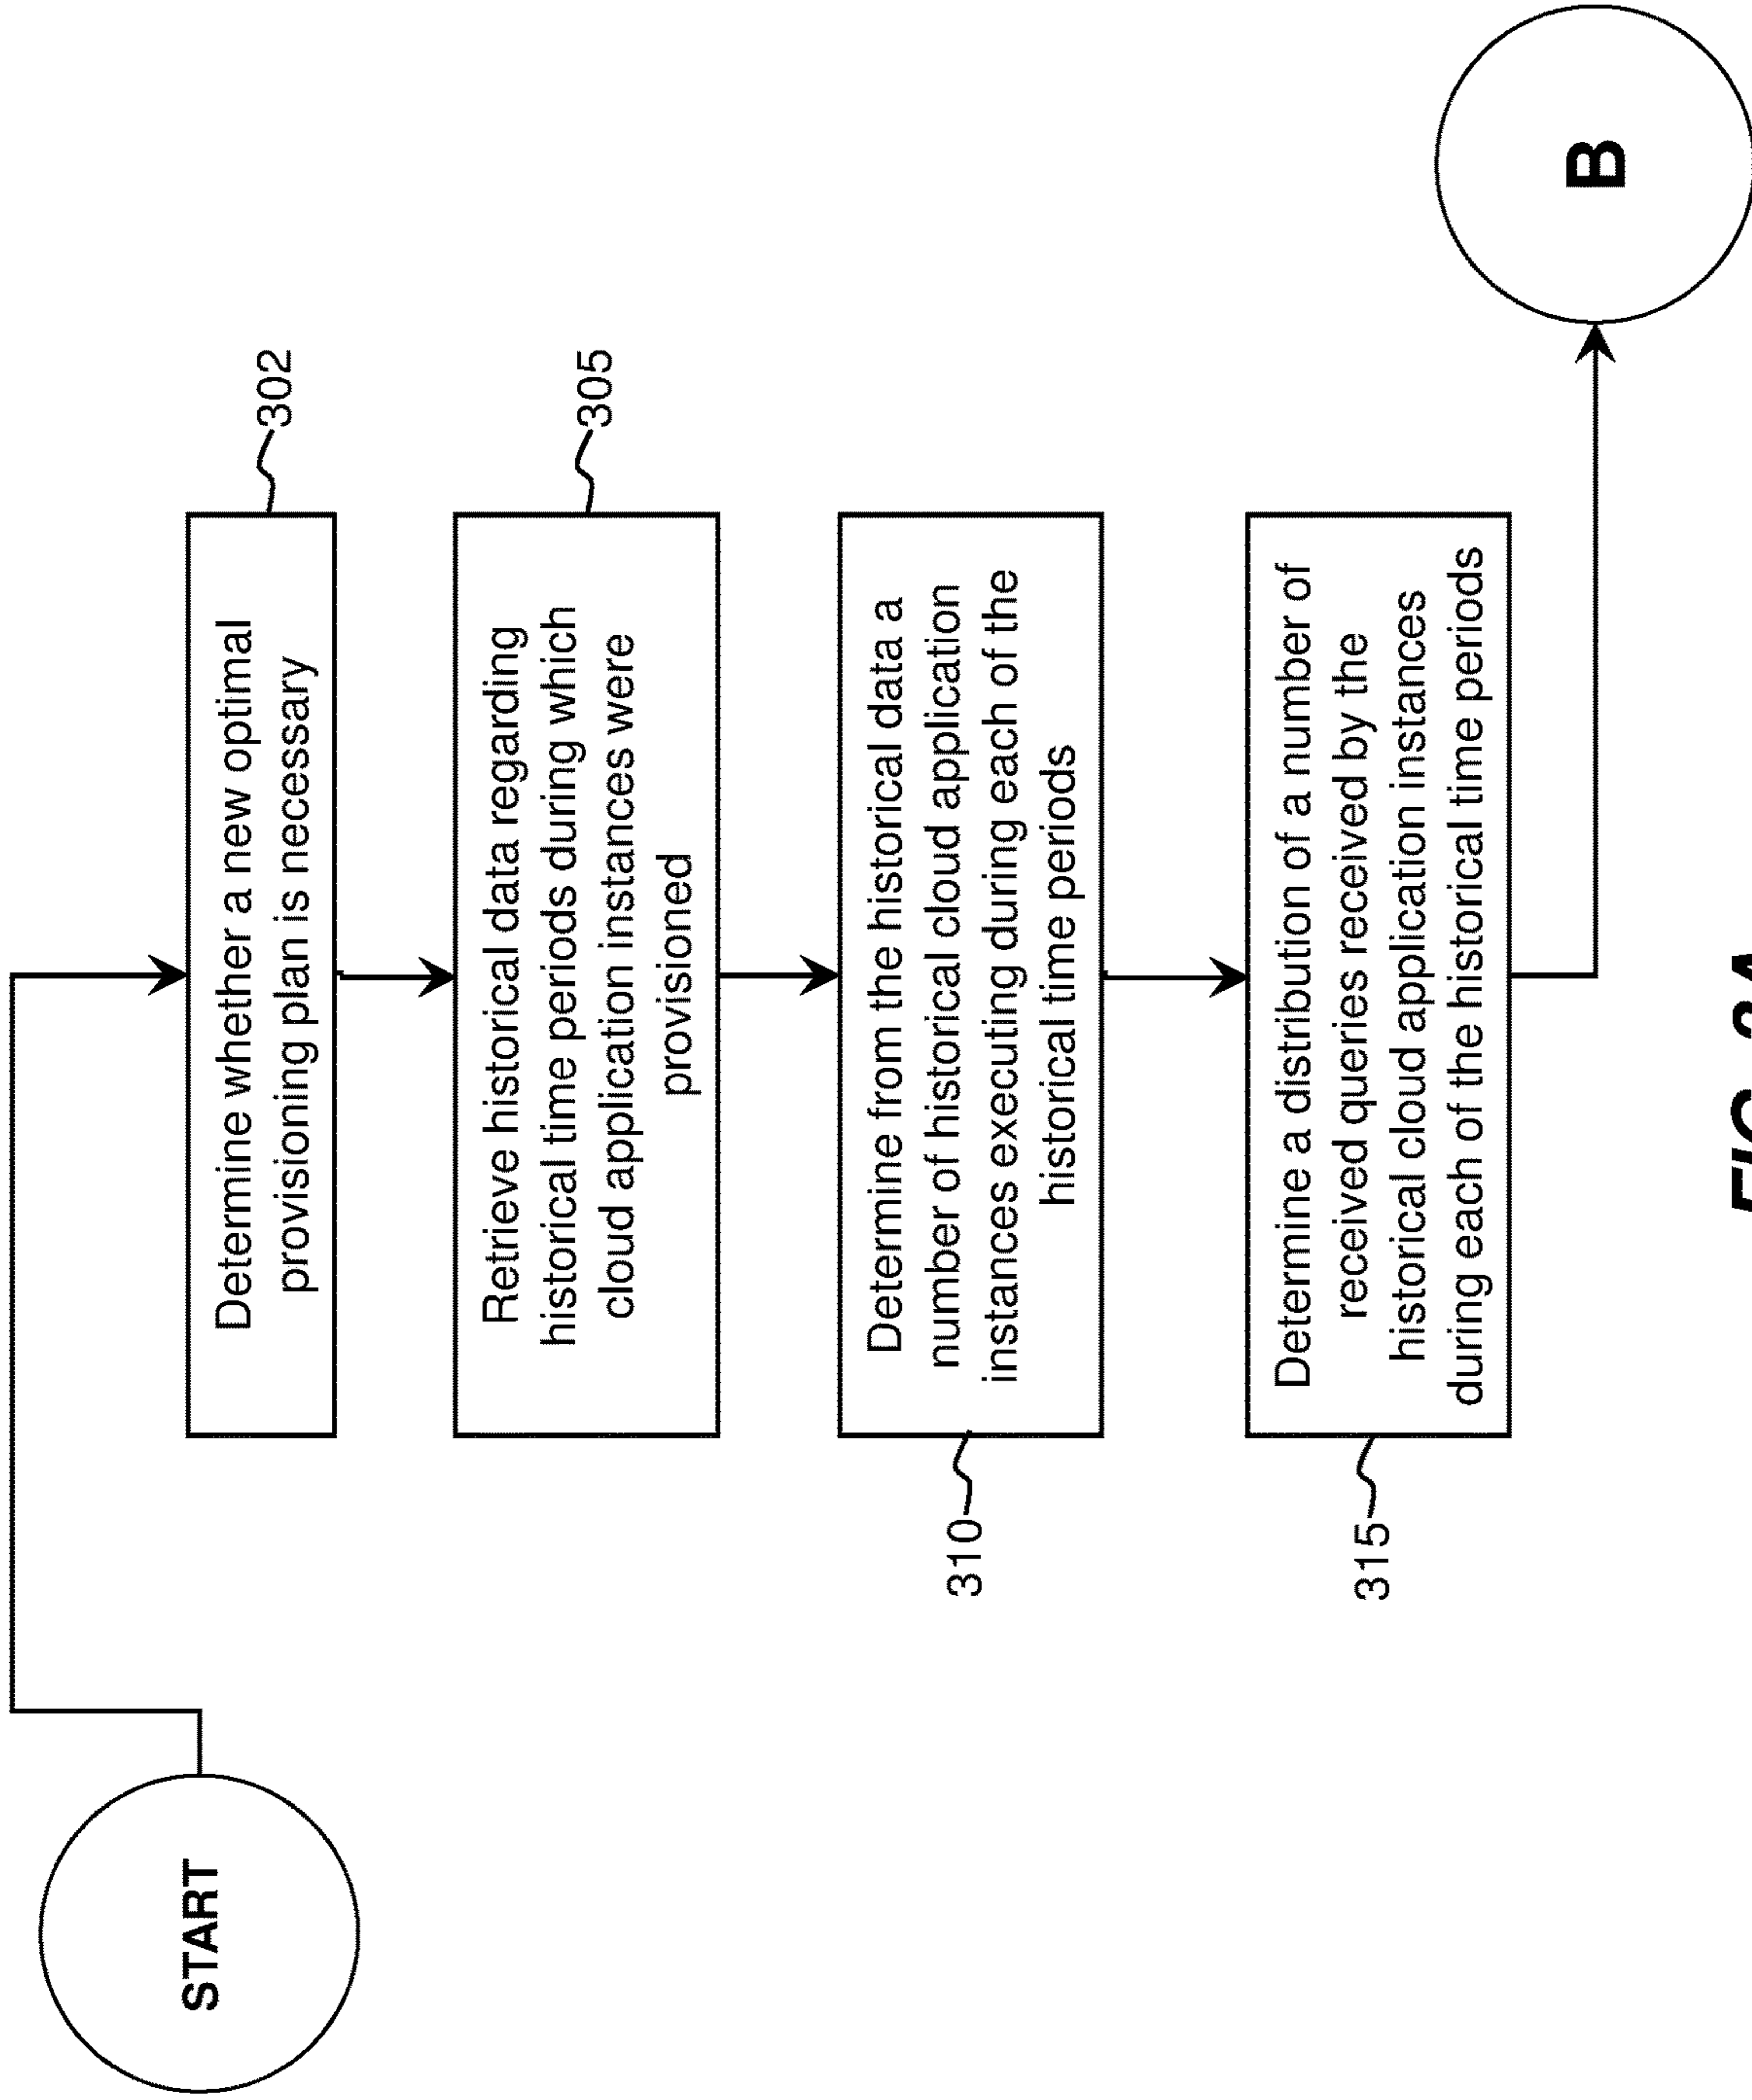 START
Determine whether a new optimal
provisioning plan is necessary
302
Retrieve historical data regarding
historical time periods during which
cloud application instances were
provisioned
305
310
Determine from the historical data a
number of historical cloud application
instances executing during each of the
historical time periods
315
Determine a distribution of a number of
received queries received by the
historical cloud application instances
during each of the historical time periods
B